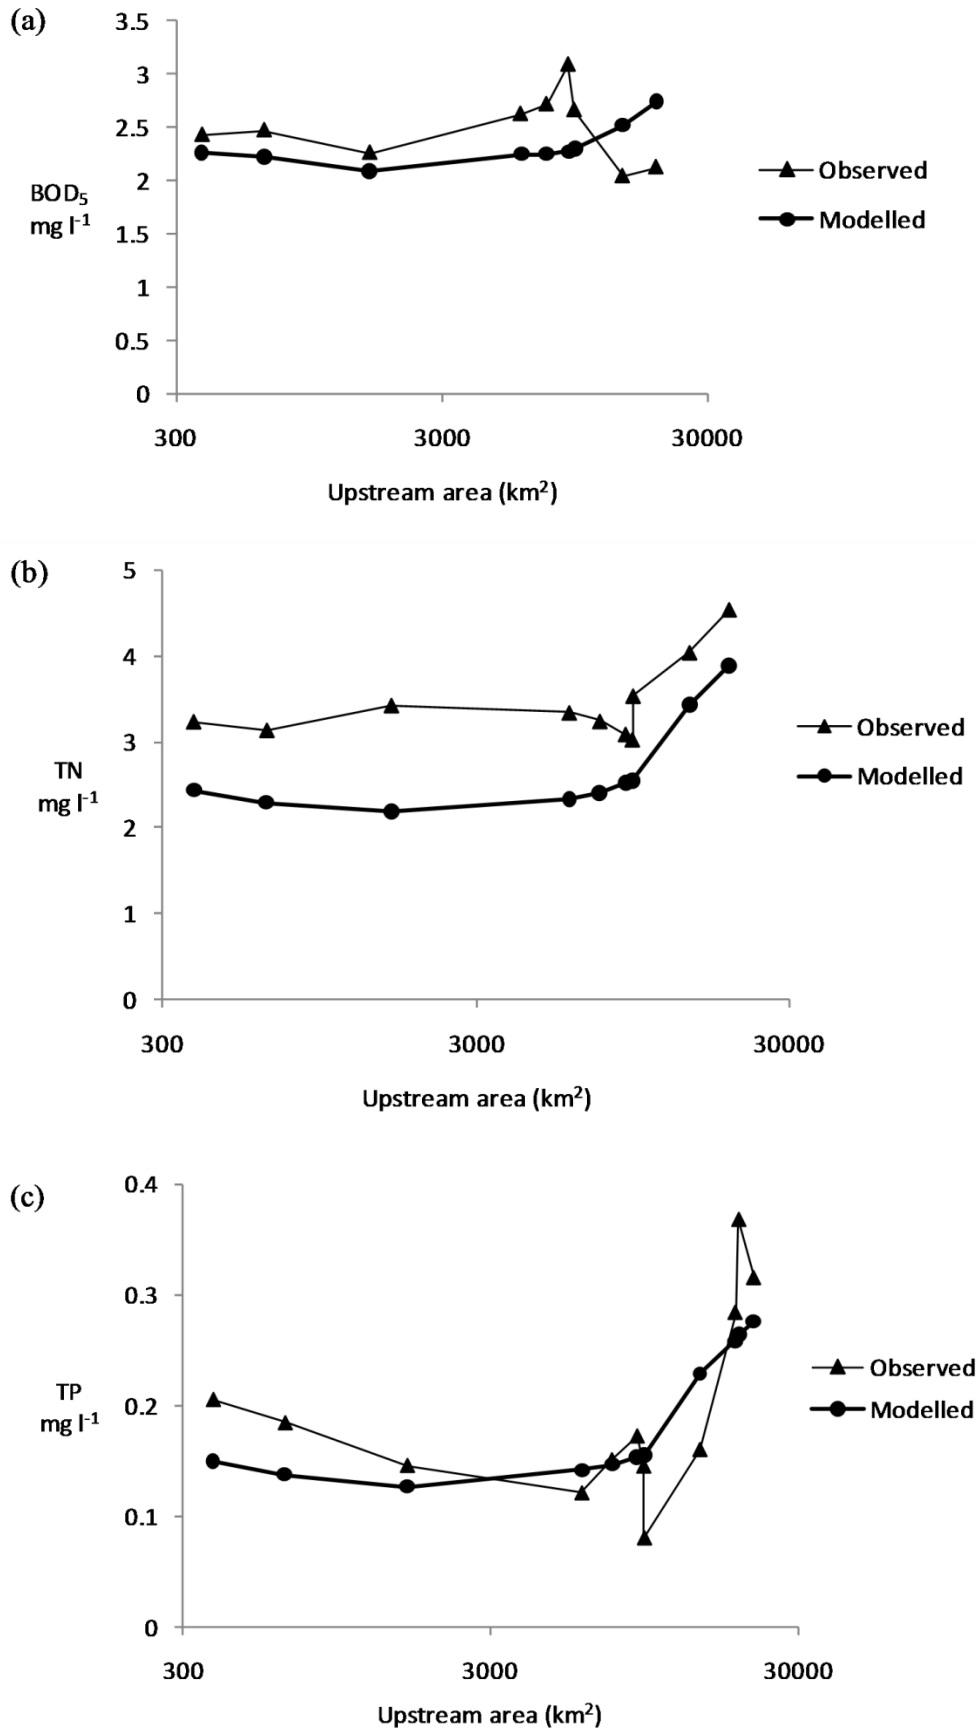 (a)
3.5
3
2.5
2
1.5
1
0.5
0
BOD₅
mg l⁻¹
300
3000
30000
Upstream area (km²)
Observed
Modelled
(b)
5
4
3
2
1
0
TN
mg l⁻¹
300
3000
30000
Upstream area (km²)
Observed
Modelled
(c)
0.4
0.3
0.2
0.1
0
TP
mg l⁻¹
300
3000
30000
Upstream area (km²)
Observed
Modelled